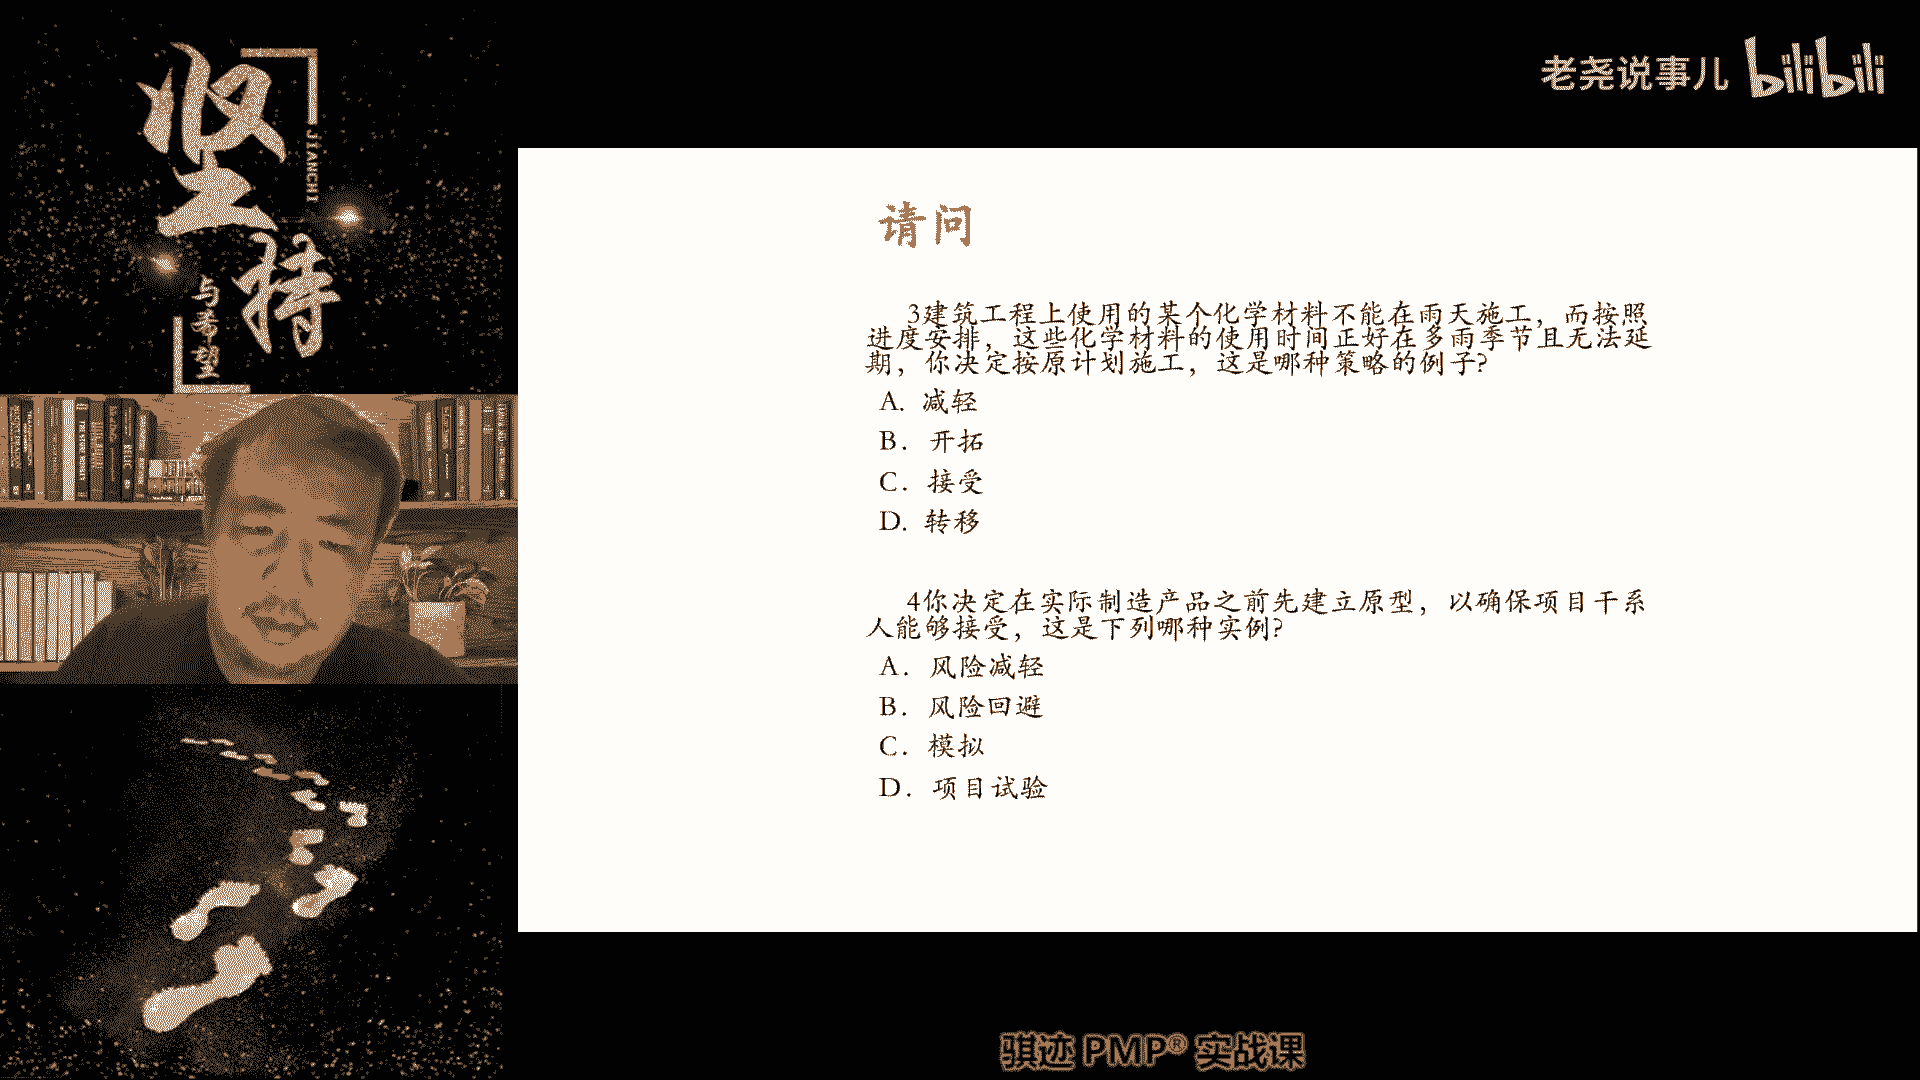 坚
持
JIANCHI
与希望
老尧说事儿 bilibili
请问
3建筑工程上使用的某个化学材料不能在雨天施工，而按照
进度安排，这些化学材料的使用时间正好在多雨季节且无法延
期，你决定按原计划施工，这是哪种策略的例子?
A. 减轻
B. 开拓
C. 接受
D. 转移
4你决定在实际制造产品之前先建立原型，以确保项目干系
人能够接受，这是下列哪种实例?
A. 风险减轻
B. 风险回避
C. 模拟
D. 项目试验
骐迹 PMP® 实战课